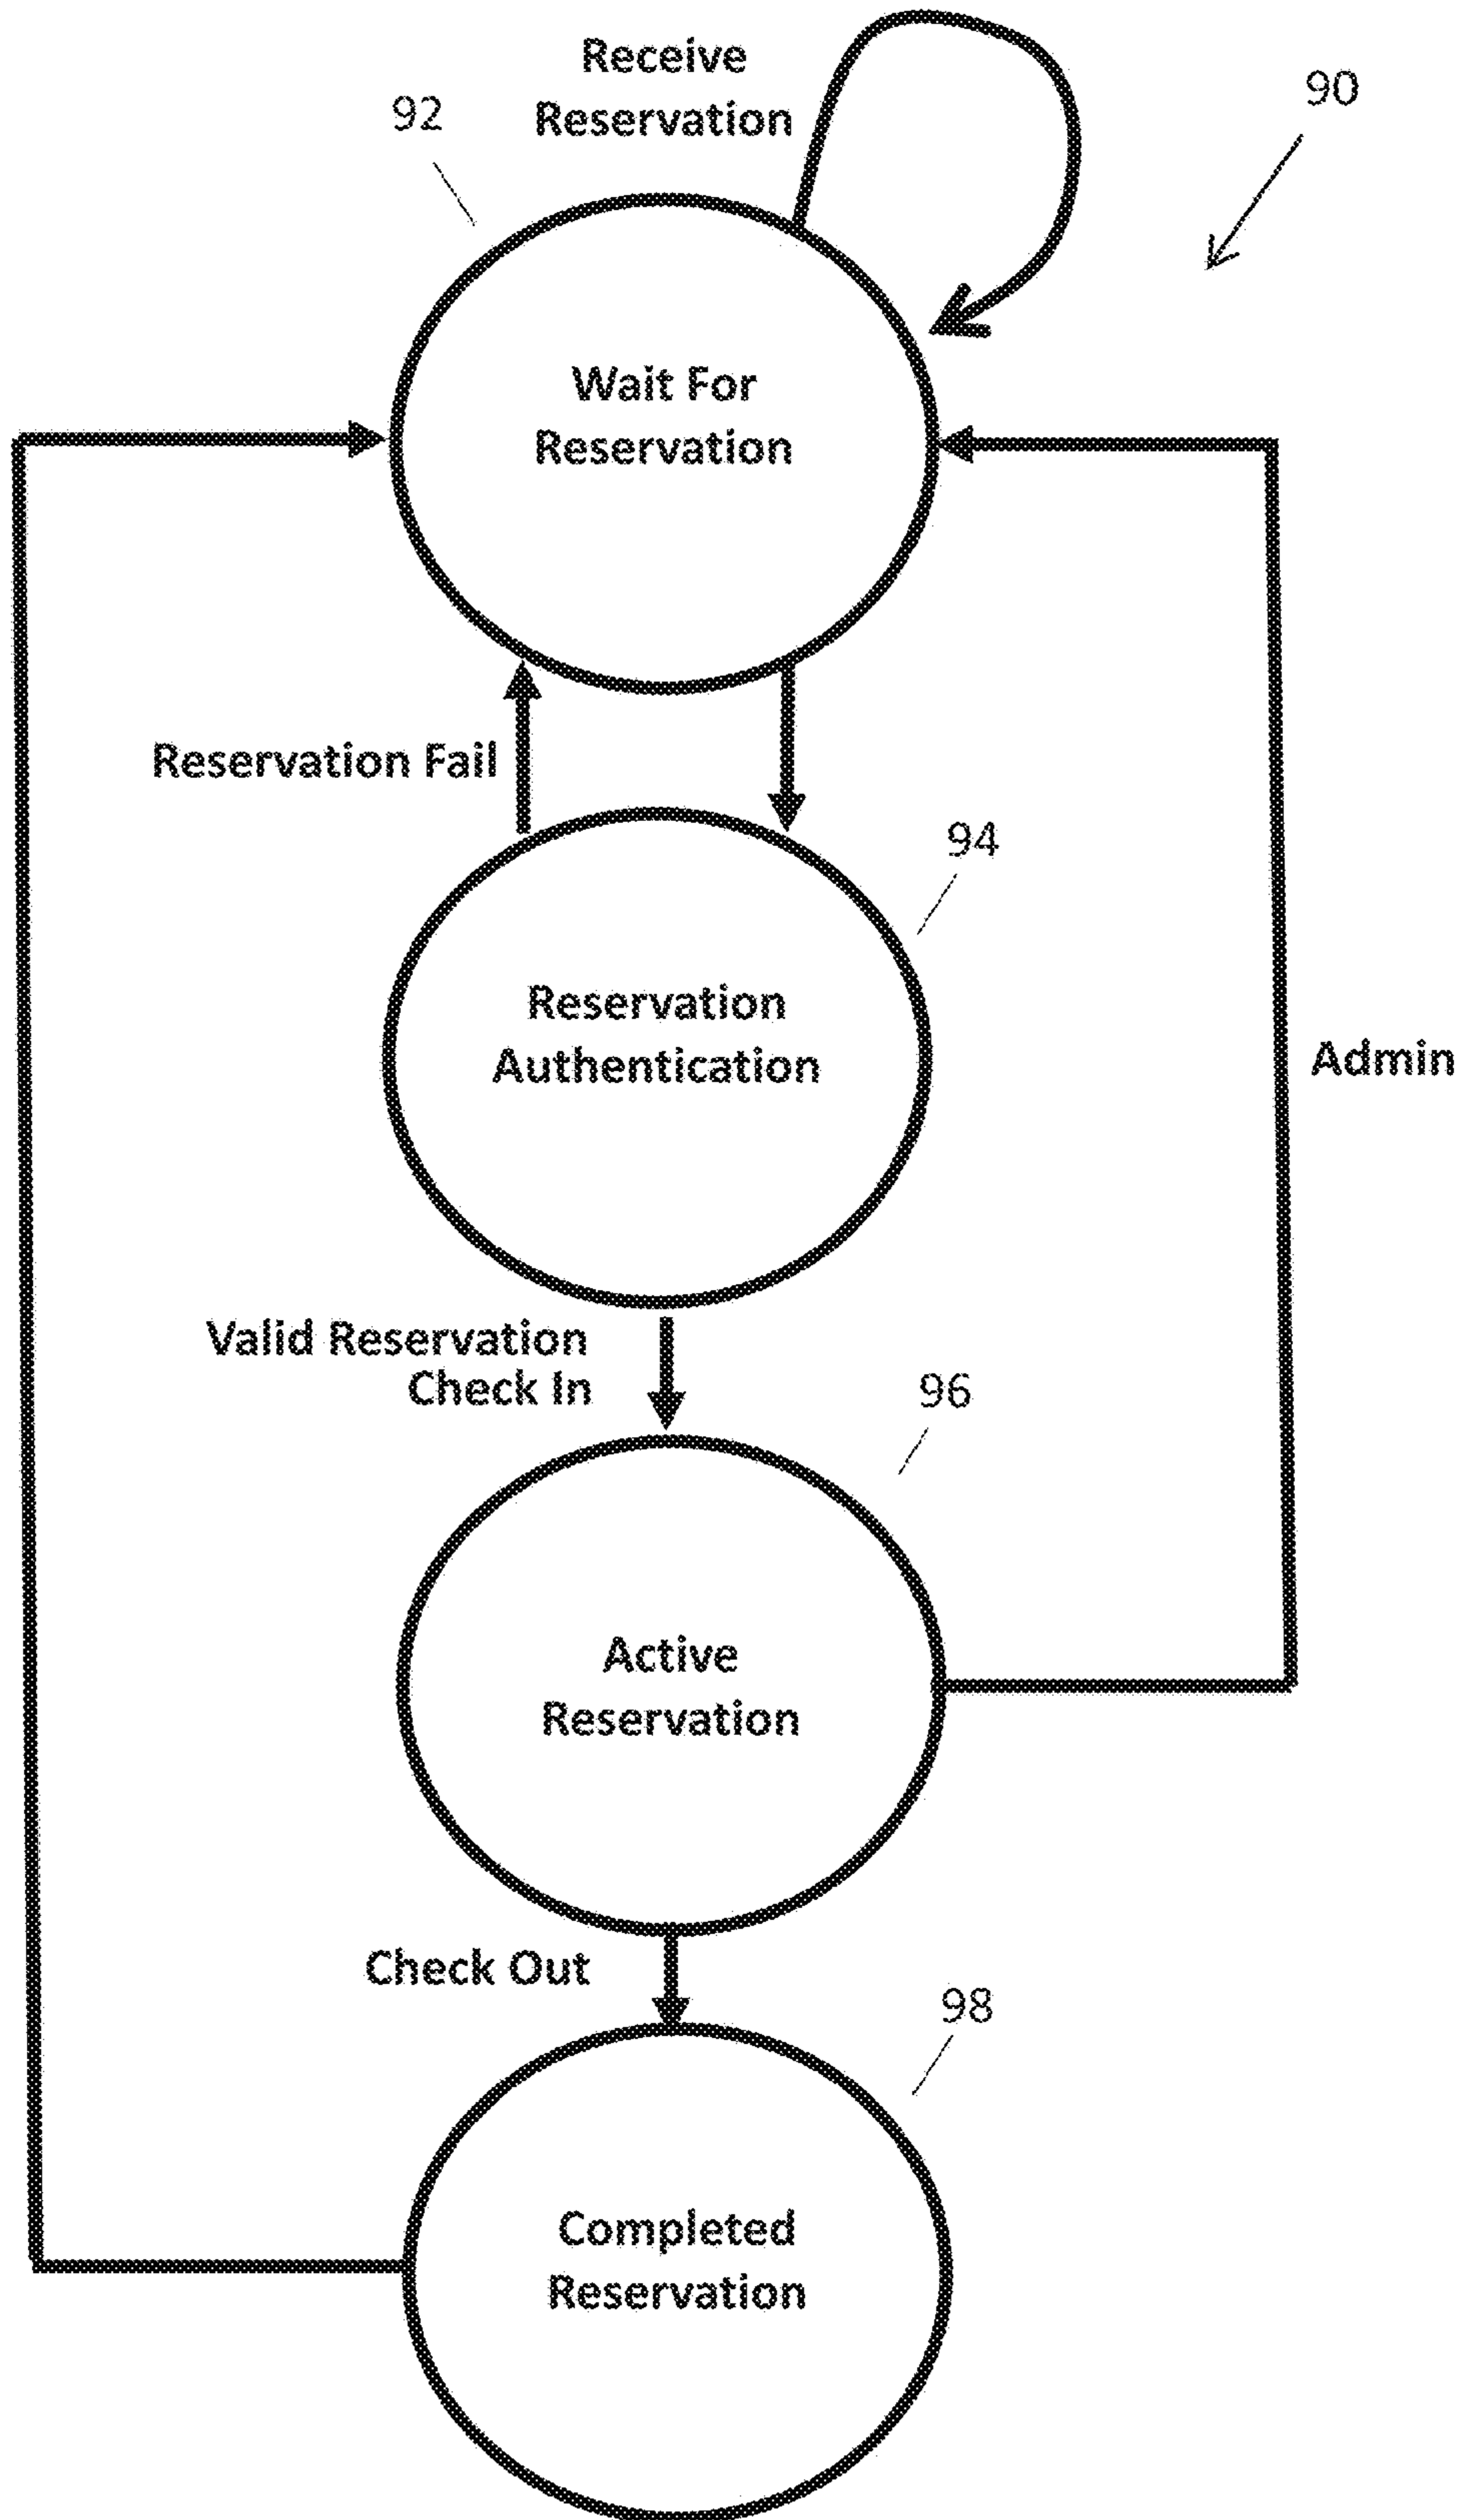 Receive
Reservation
90
92
Wait For
Reservation
Reservation Fail
94
Reservation
Authentication
Admin
Valid Reservation
Check In
96
Active
Reservation
Check Out
98
Completed
Reservation